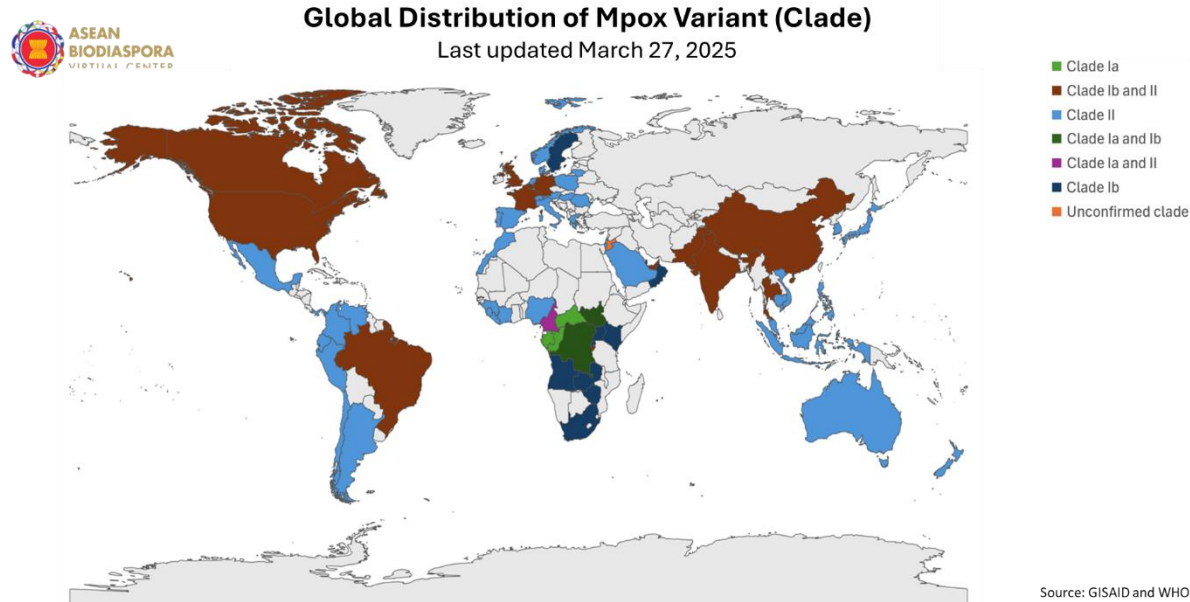 Global Distribution of Mpox Variant (Clade)
Last updated March 27, 2025
ASEAN
BIODIASPORA
VIRTUAL CENTER
Clade Ia
Clade Ib and II
Clade II
Clade Ia and Ib
Clade Ia and II
Clade Ib
Unconfirmed clade
Source: GISAID and WHO